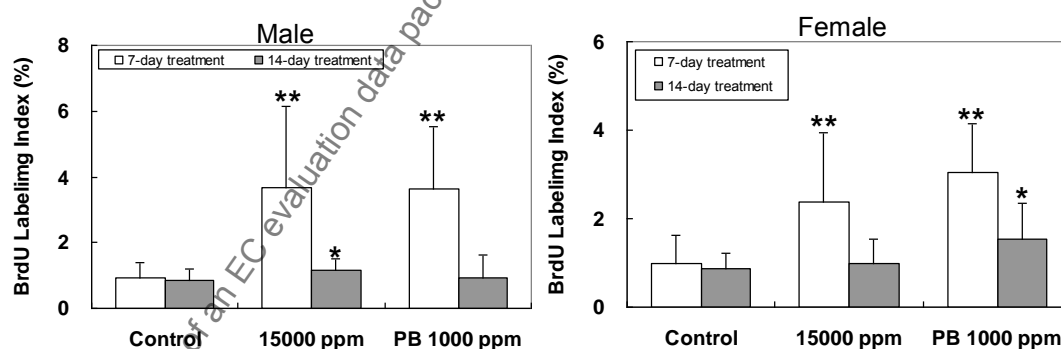 of an EC evaluation data pac
Male
BrdU Labelimg Index (%)
8
6
4
2
0
7-day treatment 14-day treatment
**
*
**
Control 15000 ppm PB 1000 ppm
Female
BrdU Labelimg Index (%)
6
4
2
0
7-day treatment
14-day treatment
**
**
*
Control 15000 ppm PB 1000 ppm